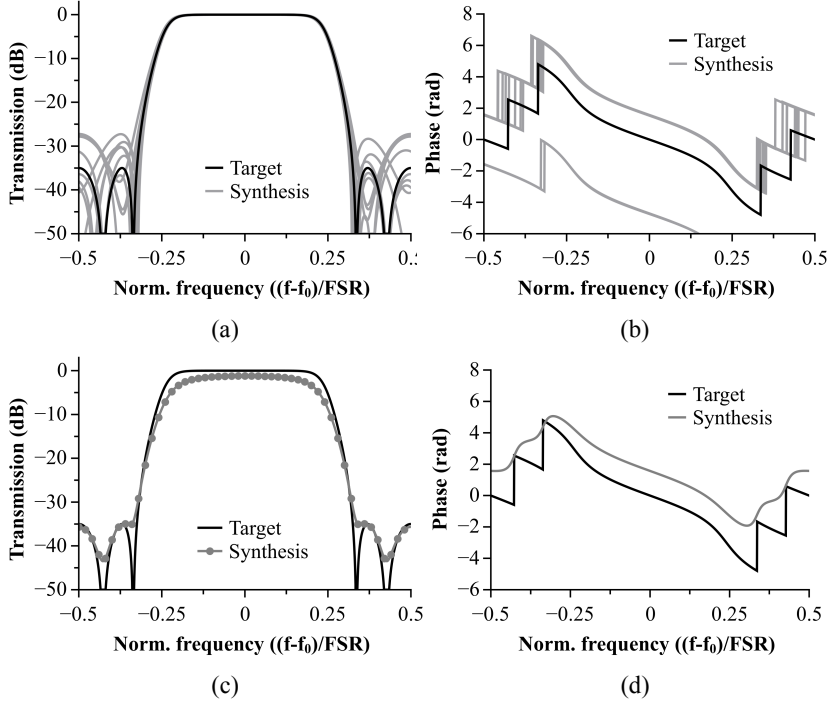 Transmission (dB)
0
−10
−20
−30
−40
−50
Target
Synthesis
−0.5
−0.25
0
0.25
0.5
Norm. frequency ((f-f₀)/FSR)
(a)
Phase (rad)
8
6
4
2
0
−2
−4
−6
Target
Synthesis
−0.5
−0.25
0
0.25
0.5
Norm. frequency ((f-f₀)/FSR)
(b)
Transmission (dB)
0
−10
−20
−30
−40
−50
Target
Synthesis
−0.5
−0.25
0
0.25
0.5
Norm. frequency ((f-f₀)/FSR)
(c)
Phase (rad)
8
6
4
2
0
−2
−4
−6
Target
Synthesis
−0.5
−0.25
0
0.25
0.5
Norm. frequency ((f-f₀)/FSR)
(d)